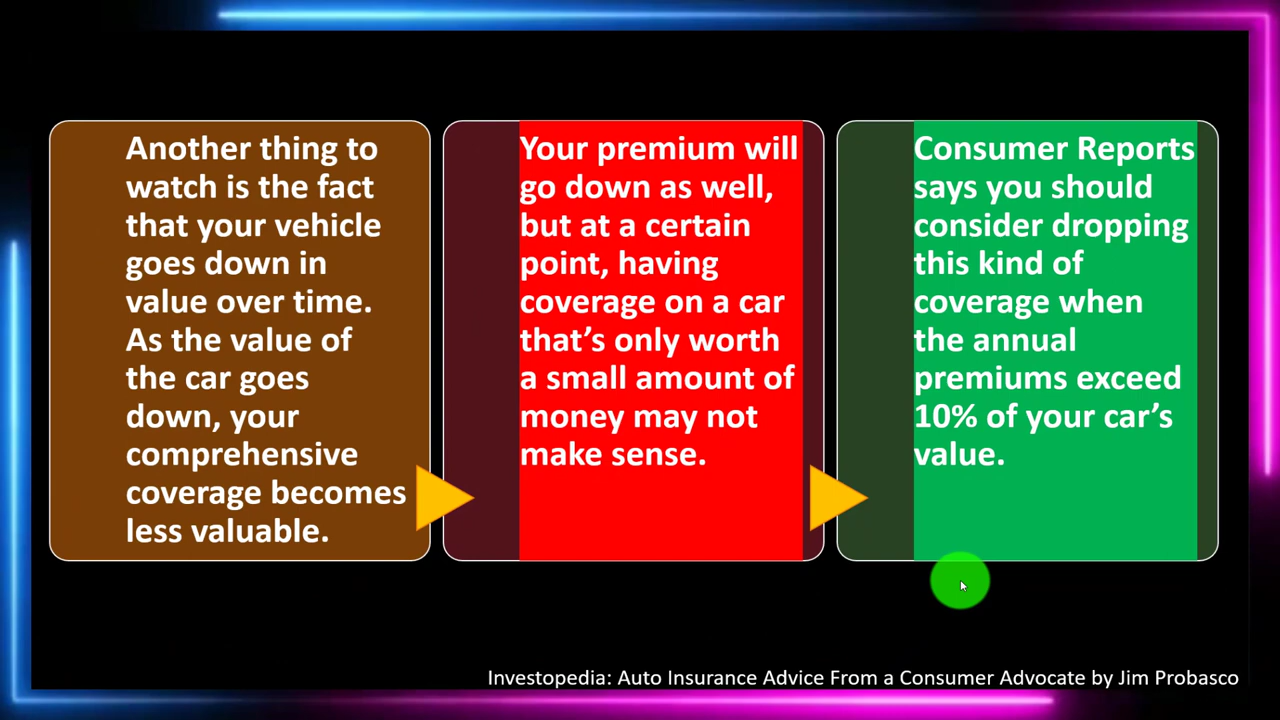 Another thing to
watch is the fact
that your vehicle
goes down in
value over time.
As the value of
the car goes
down, your
comprehensive
coverage becomes
less valuable.
Your premium will
go down as well,
but at a certain
point, having
coverage on a car
that’s only worth
a small amount of
money may not
make sense.
Consumer Reports
says you should
consider dropping
this kind of
coverage when
the annual
premiums exceed
10% of your car’s
value.
Investopedia: Auto Insurance Advice From a Consumer Advocate by Jim Probasco